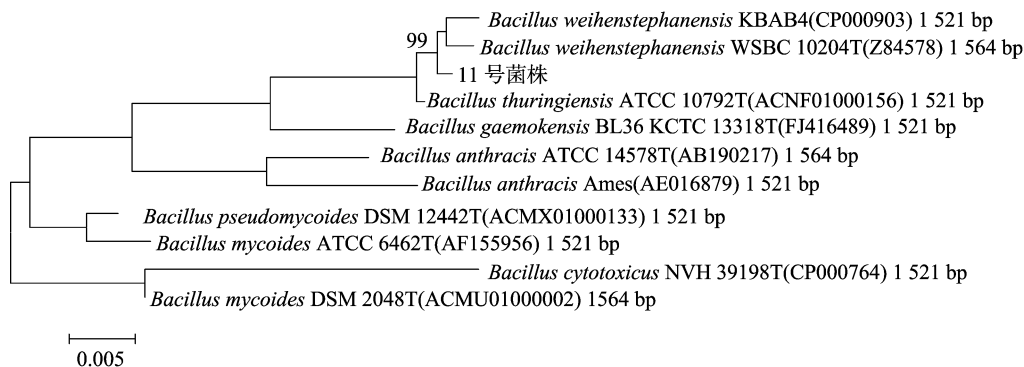 Bacillus weihenstephanensis KBAB4(CP000903) 1 521 bp
99
Bacillus weihenstephanensis WSBC 10204T(Z84578) 1 564 bp
11 号菌株
Bacillus thuringiensis ATCC 10792T(ACNF01000156) 1 521 bp
Bacillus gaemokensis BL36 KCTC 13318T(FJ416489) 1 521 bp
Bacillus anthracis ATCC 14578T(AB190217) 1 564 bp
Bacillus anthracis Ames(AE016879) 1 521 bp
Bacillus pseudomycoides DSM 12442T(ACMX01000133) 1 521 bp
Bacillus mycoides ATCC 6462T(AF155956) 1 521 bp
Bacillus cytotoxicus NVH 39198T(CP000764) 1 521 bp
Bacillus mycoides DSM 2048T(ACMU01000002) 1564 bp
0.005